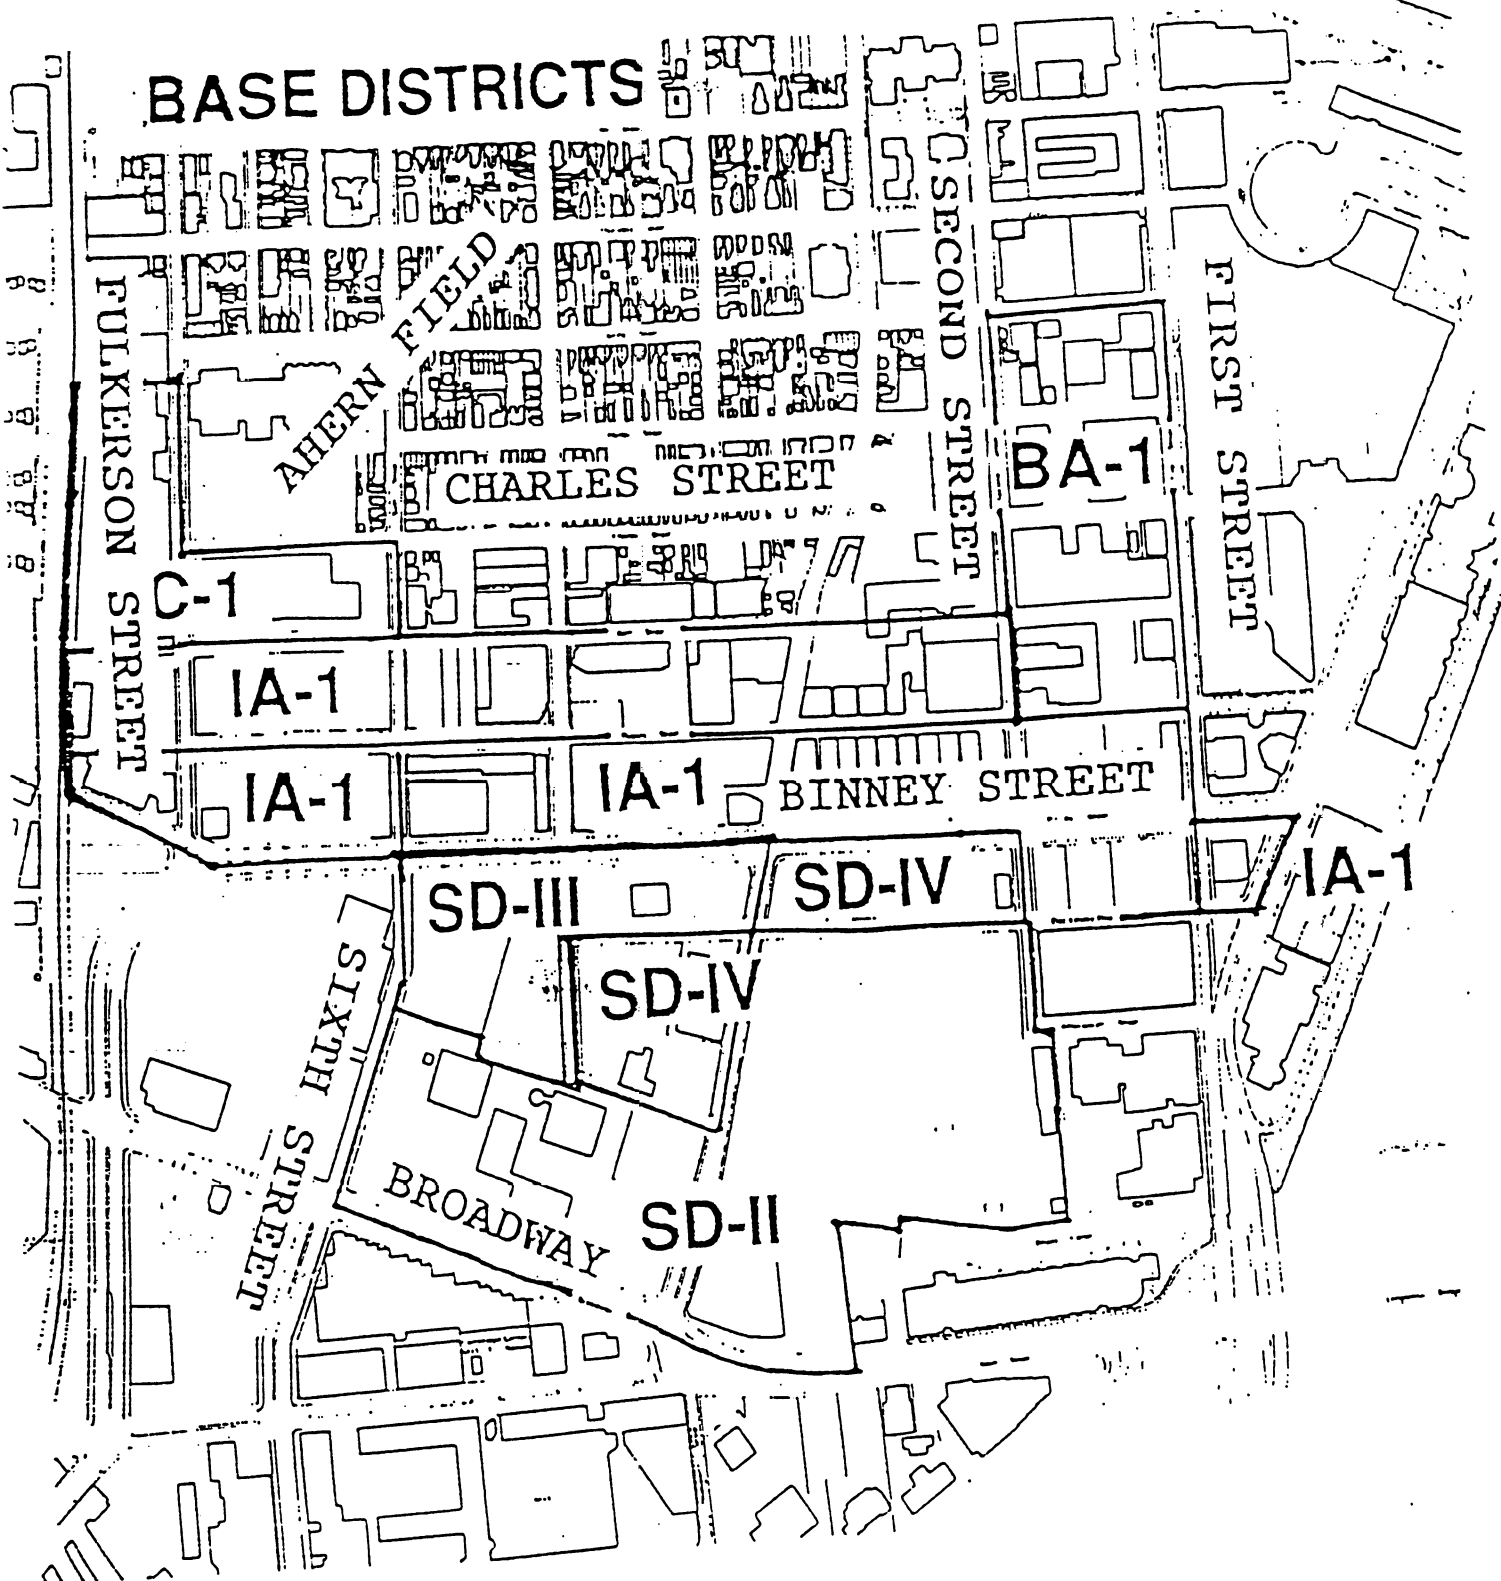 BASE DISTRICTS
FULKERSON STREET
AHERN FIELD
SECOND STREET
FIRST STREET
CHARLES STREET
BA-1
C-1
IA-1
IA-1
IA-1
BINNEY STREET
SD-III
SD-IV
IA-1
SD-IV
SIXTH STREET
BROADWAY
SD-II